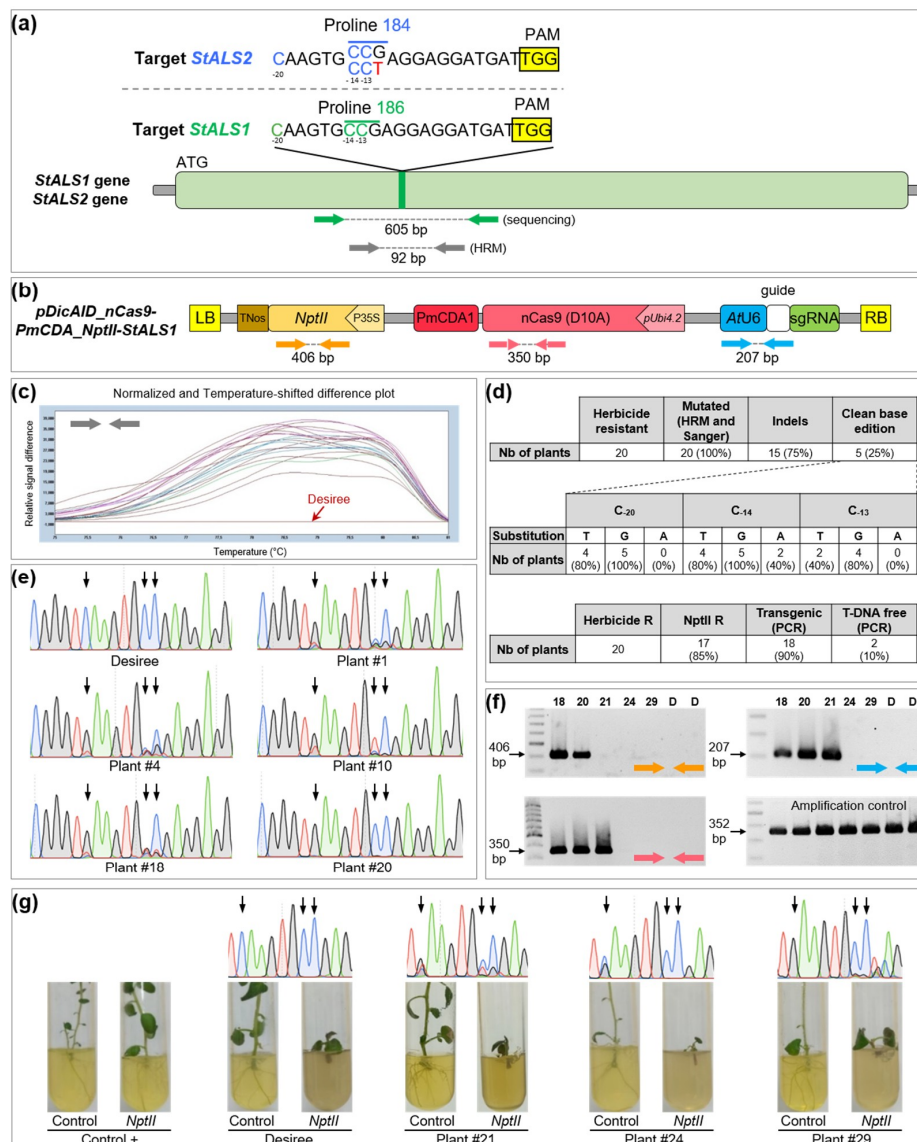 (a)
Proline 184
PAM
Target StALS2
CAAGTGCCGAGGAGGATGATTGG
CCT
-20
-14 -13
Proline 186
PAM
Target StALS1
CAAGTGCCGAGGAGGATGATTGG
-20
-14 -13
ATG
StALS1 gene
StALS2 gene
(sequencing)
605 bp
(HRM)
92 bp
(b)
guide
pDicAID_nCas9-
PmCDA_NptII-StALS1
LB TNos NptII P35S PmCDA1 nCas9 (D10A) pUbi4.2 AtU6 sgRNA RB
406 bp 350 bp 207 bp
(c)
Normalized and Temperature-shifted difference plot
Relative signal difference
Desiree
Temperature (°C)
(d)
Herbicide resistant Mutated (HRM and Sanger) Indels Clean base edition
Nb of plants 20 20 (100%) 15 (75%) 5 (25%)
C-20 C-14 C-13
Substitution T G A T G A T G A
Nb of plants 4 (80%) 5 (100%) 0 (0%) 4 (80%) 5 (100%) 2 (40%) 2 (40%) 4 (80%) 0 (0%)
Herbicide R NptII R Transgenic (PCR) T-DNA free (PCR)
Nb of plants 20 17 (85%) 18 (90%) 2 (10%)
(e)
Desiree Plant #1
Plant #4 Plant #10
Plant #18 Plant #20
(f)
18 20 21 24 29 D D
406 bp
18 20 21 24 29 D D
207 bp
350 bp
Amplification control
352 bp
(g)
Control NptII Control NptII Control NptII Control NptII Control NptII
Control + Desiree Plant #21 Plant #24 Plant #29